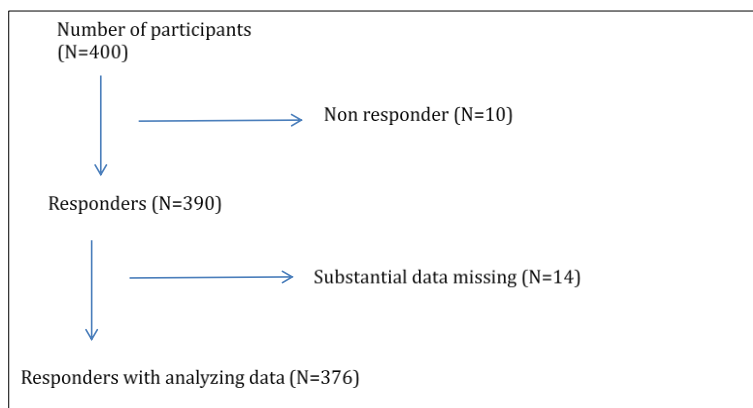 Number of participants
(N=400)
Non responder (N=10)
Responders (N=390)
Substantial data missing (N=14)
Responders with analyzing data (N=376)